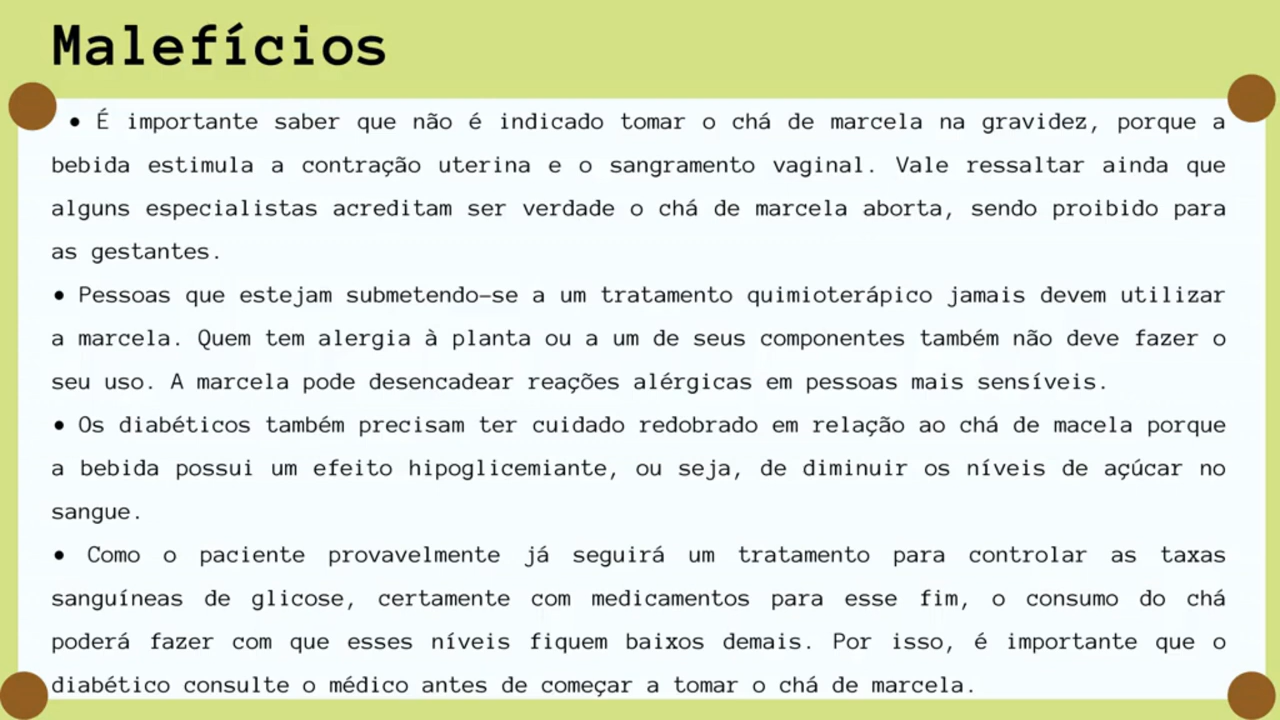 Malefícios
• É importante saber que não é indicado tomar o chá de marcela na gravidez, porque a
bebida estimula a contração uterina e o sangramento vaginal. Vale ressaltar ainda que
alguns especialistas acreditam ser verdade o chá de marcela aborta, sendo proibido para
as gestantes.
• Pessoas que estejam submetendo-se a um tratamento quimioterápico jamais devem utilizar
a marcela. Quem tem alergia à planta ou a um de seus componentes também não deve fazer o
seu uso. A marcela pode desencadear reações alérgicas em pessoas mais sensíveis.
• Os diabéticos também precisam ter cuidado redobrado em relação ao chá de macela porque
a bebida possui um efeito hipoglicemiante, ou seja, de diminuir os níveis de açúcar no
sangue.
• Como o paciente provavelmente já seguirá um tratamento para controlar as taxas
sanguíneas de glicose, certamente com medicamentos para esse fim, o consumo do chá
poderá fazer com que esses níveis fiquem baixos demais. Por isso, é importante que o
diabético consulte o médico antes de começar a tomar o chá de marcela.